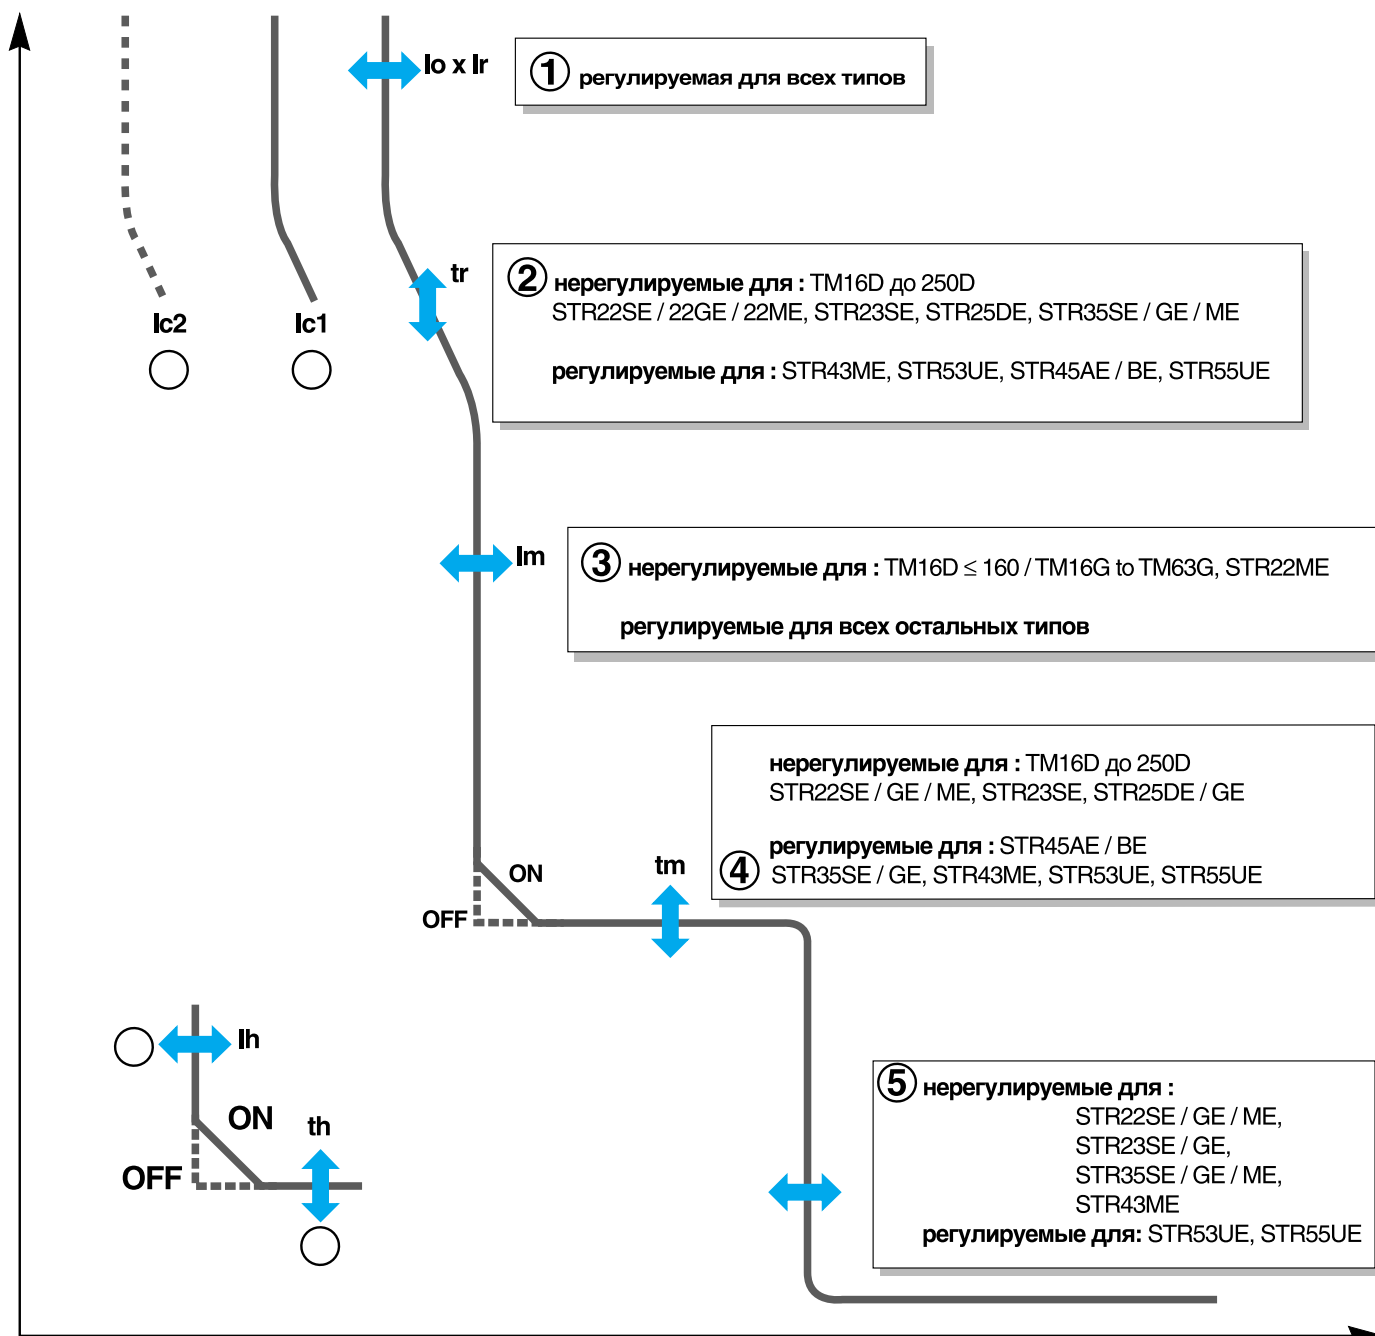 Io x Ir
1 регулируемая для всех типов
tr
2 нерегулируемые для : TM16D до 250D
STR22SE / 22GE / 22ME, STR23SE, STR25DE, STR35SE / GE / ME
регулируемые для : STR43ME, STR53UE, STR45AE / BE, STR55UE
Ic2
Ic1
Im
3 нерегулируемые для : TM16D ≤ 160 / TM16G to TM63G, STR22ME
регулируемые для всех остальных типов
нерегулируемые для : TM16D до 250D
STR22SE / GE / ME, STR23SE, STR25DE / GE
регулируемые для : STR45AE / BE
4 STR35SE / GE, STR43ME, STR53UE, STR55UE
tm
ON
OFF
Ih
ON
th
OFF
5 нерегулируемые для :
STR22SE / GE / ME,
STR23SE / GE,
STR35SE / GE / ME,
STR43ME
регулируемые для: STR53UE, STR55UE